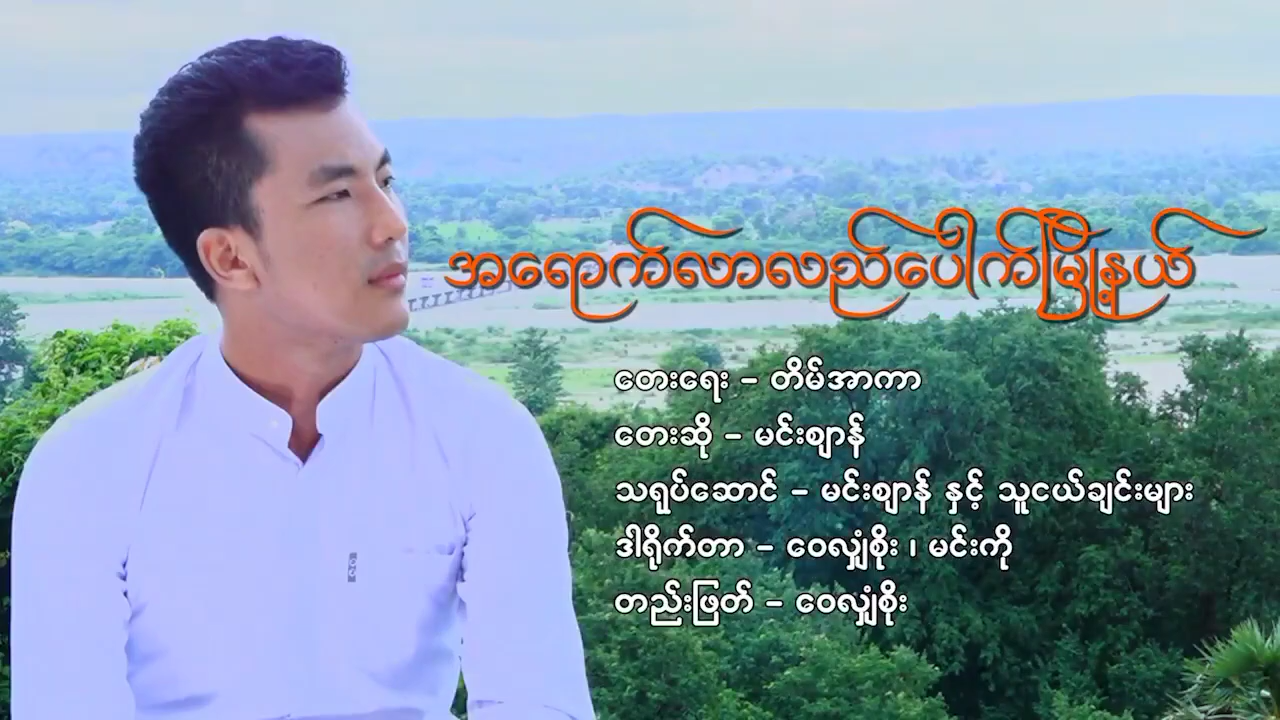 အရောက်လာလည်ပေါက်မြို့နယ်
တေးရေး – တိမ်အာကာ
တေးဆို – မင်းဈာန်
သရုပ်ဆောင် – မင်းဈာန် နှင့် သူငယ်ချင်းများ
ဒါရိုက်တာ – ဝေလျှံစိုး ၊ မင်းကို
တည်းဖြတ် – ဝေလျှံစိုး